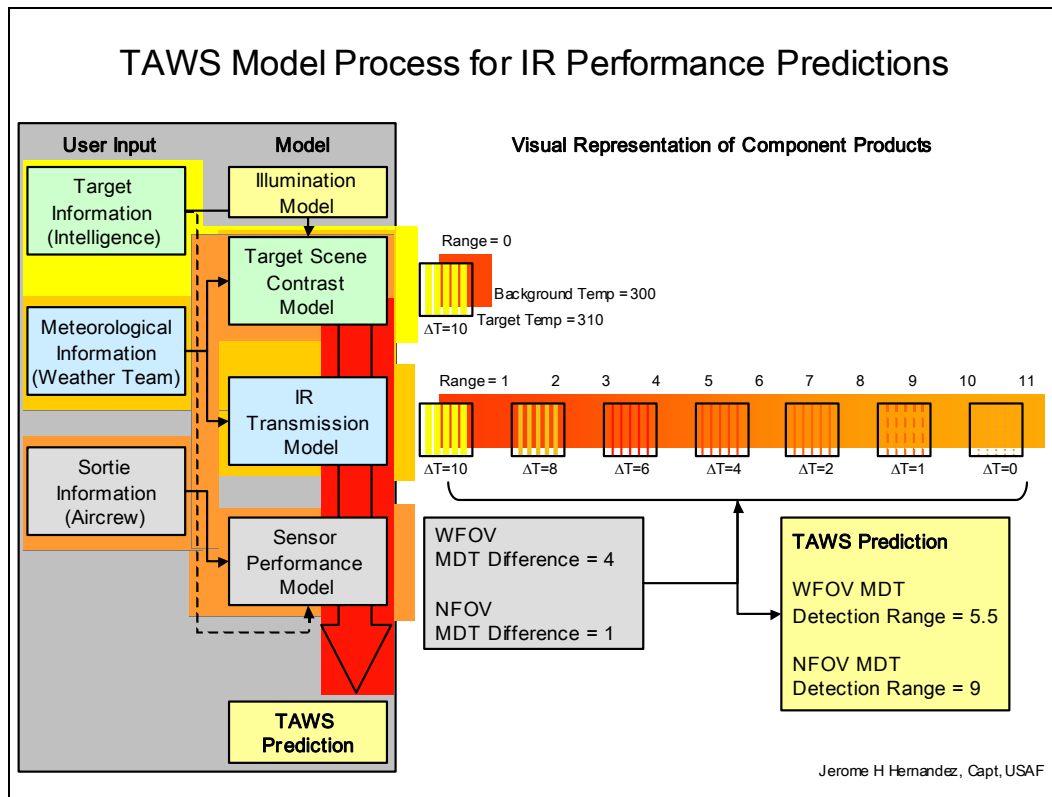 TAWS Model Process for IR Performance Predictions
User Input
Model
Visual Representation of Component Products
Target
Information
(Intelligence)
Illumination
Model
Target Scene
Contrast
Model
Range = 0
Background Temp = 300
Target Temp = 310
ΔT=10
Meteorological
Information
(Weather Team)
IR
Transmission
Model
Range = 1 2 3 4 5 6 7 8 9 10 11
ΔT=10 ΔT=8 ΔT=6 ΔT=4 ΔT=2 ΔT=1 ΔT=0
Sortie
Information
(Aircrew)
Sensor
Performance
Model
WFOV
MDT Difference = 4
NFOV
MDT Difference = 1
TAWS Prediction
WFOV MDT
Detection Range = 5.5
NFOV MDT
Detection Range = 9
TAWS
Prediction
Jerome H Hernandez, Capt, USAF